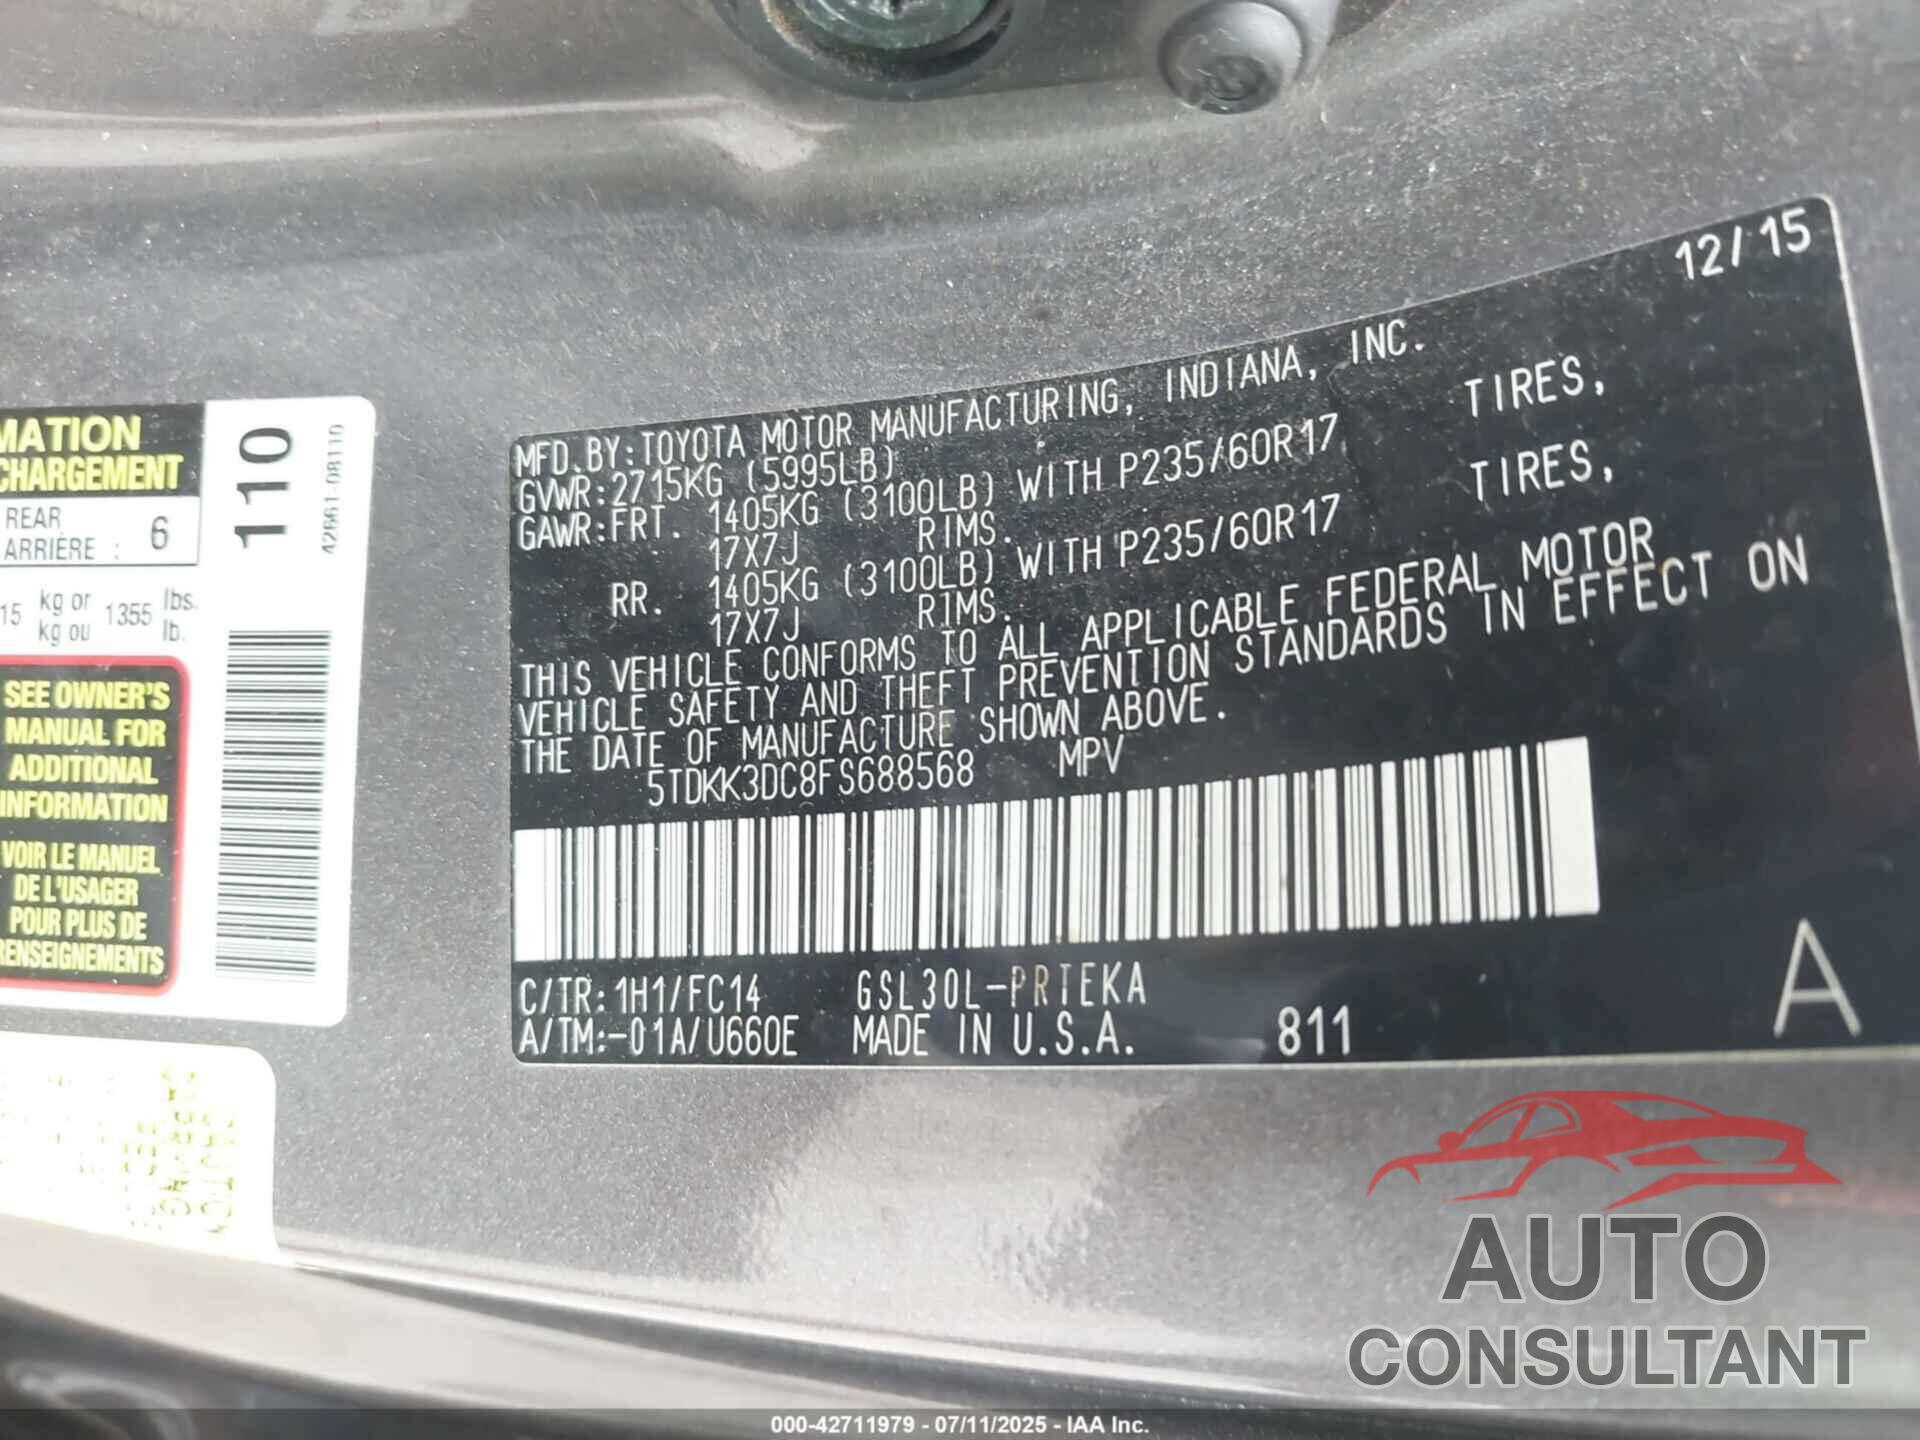 12/15
MFD.BY:TOYOTA MOTOR MANUFACTURING, INDIANA, INC.
GVWR:2715KG (5995LB)
GAWR:FRT. 1405KG (3100LB) WITH P235/60R17 TIRES,
17X7J RIMS.
RR. 1405KG (3100LB) WITH P235/60R17 TIRES,
17X7J RIMS.
THIS VEHICLE CONFORMS TO ALL APPLICABLE FEDERAL MOTOR
VEHICLE SAFETY AND THEFT PREVENTION STANDARDS IN EFFECT ON
THE DATE OF MANUFACTURE SHOWN ABOVE.
5TDKK3DC8FS688568 MPV
C/TR:1H1/FC14 GSL30L-PRTEKA
A/TM:-01A/U660E MADE IN U.S.A. 811
A
MATION
CHARGEMENT
REAR
ARRIÈRE : 6
15 kg or 1355 lbs.
kg ou lb.
SEE OWNER'S
MANUAL FOR
ADDITIONAL
INFORMATION
VOIR LE MANUEL
DE L'USAGER
POUR PLUS DE
RENSEIGNEMENTS
110
42661-08110
AUTO
CONSULTANT
000-42711979 - 07/11/2025 - IAA Inc.